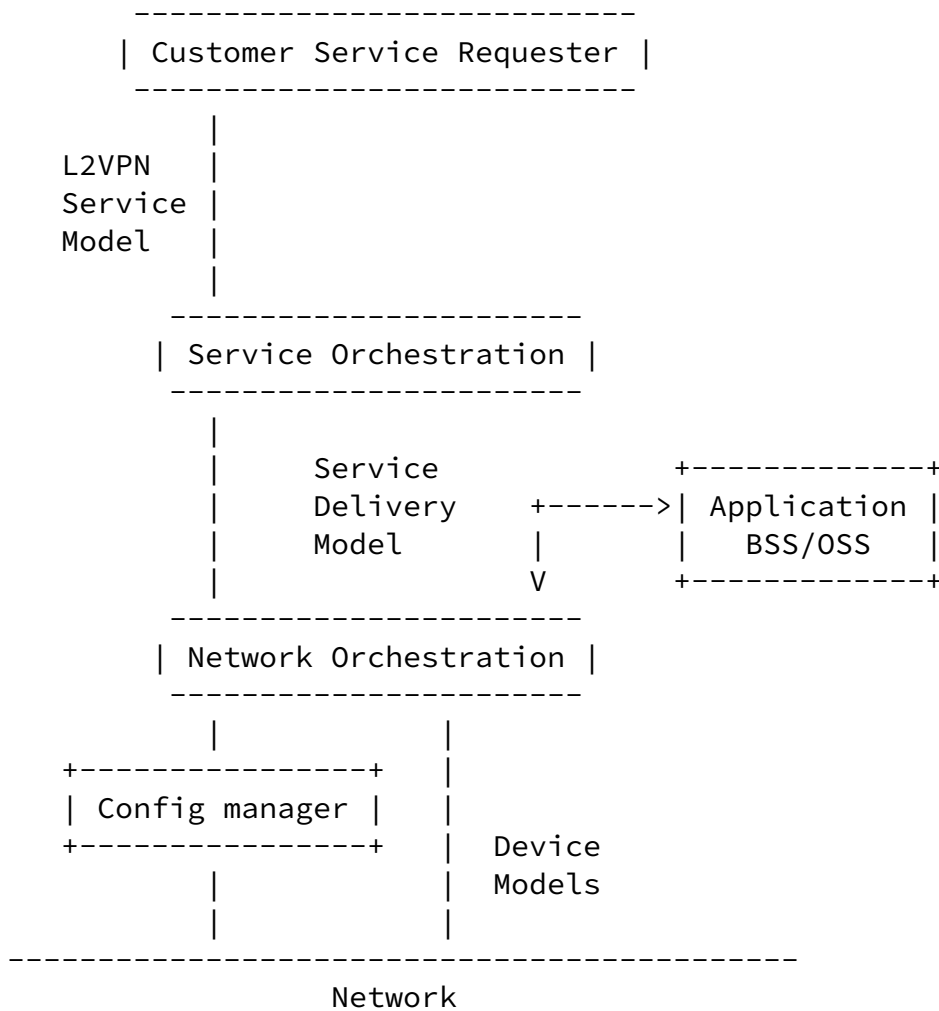 Customer Service Requester
L2VPN
Service
Model
Service Orchestration
Service
Delivery
Model
Application
BSS/OSS
V
Network Orchestration
Config manager
Device
Models
Network